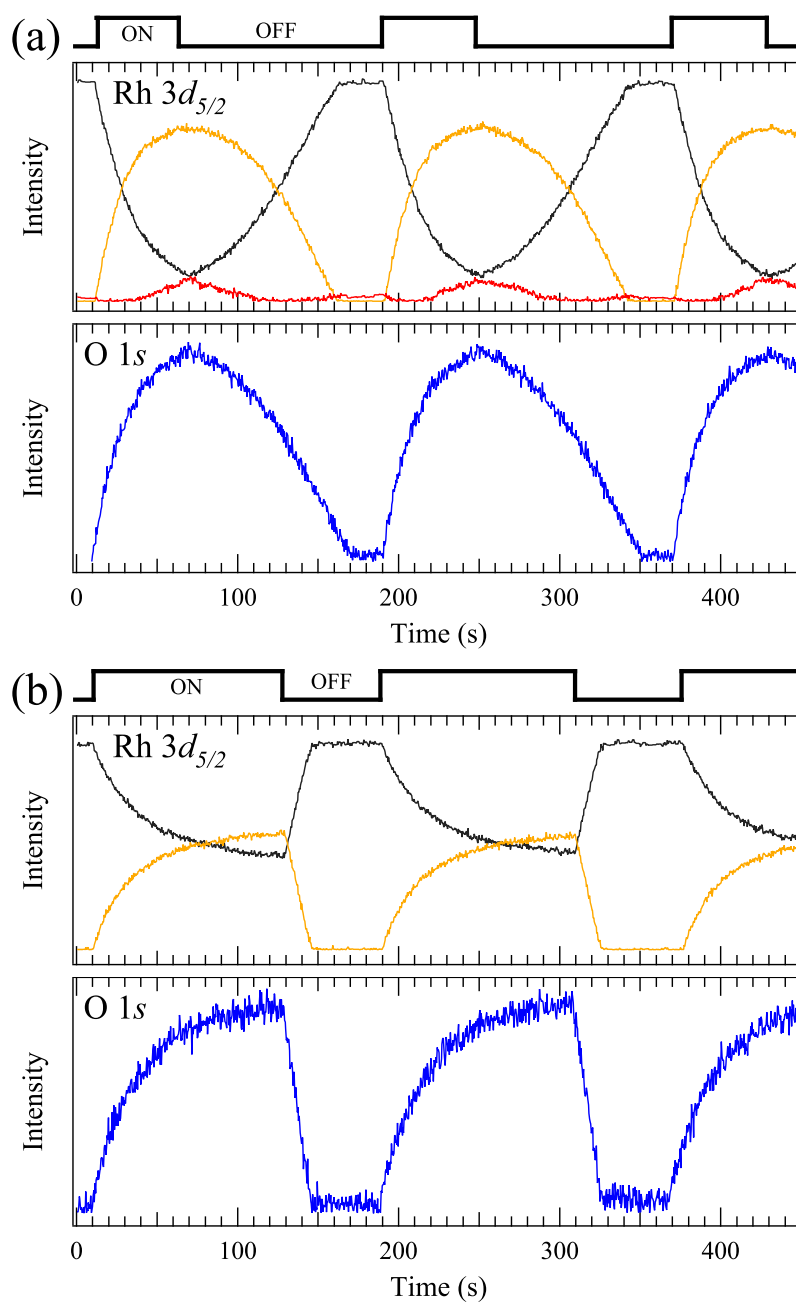 (a)
ON OFF
Rh 3d5/2
Intensity
O 1s
Intensity
0 100 200 300 400
Time (s)
(b)
ON OFF
Rh 3d5/2
Intensity
O 1s
Intensity
0 100 200 300 400
Time (s)